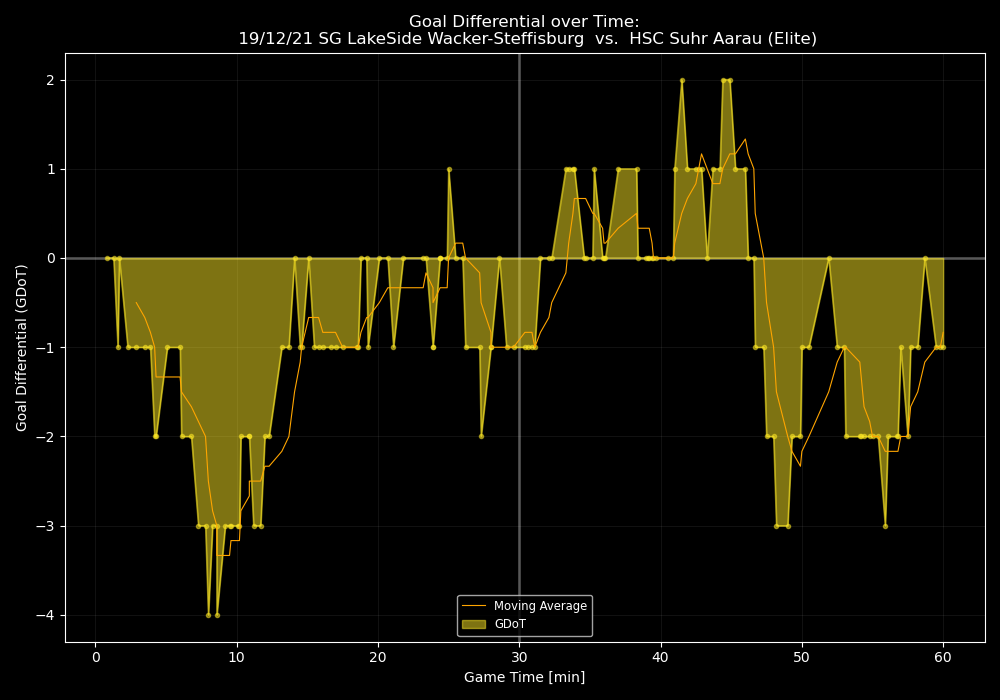 Goal Differential over Time:
19/12/21 SG LakeSide Wacker-Steffisburg  vs.  HSC Suhr Aarau (Elite)
Goal Differential (GDoT)
2
1
0
−1
−2
−3
−4
0 10 20 30 40 50 60
Game Time [min]
Moving Average
GDoT